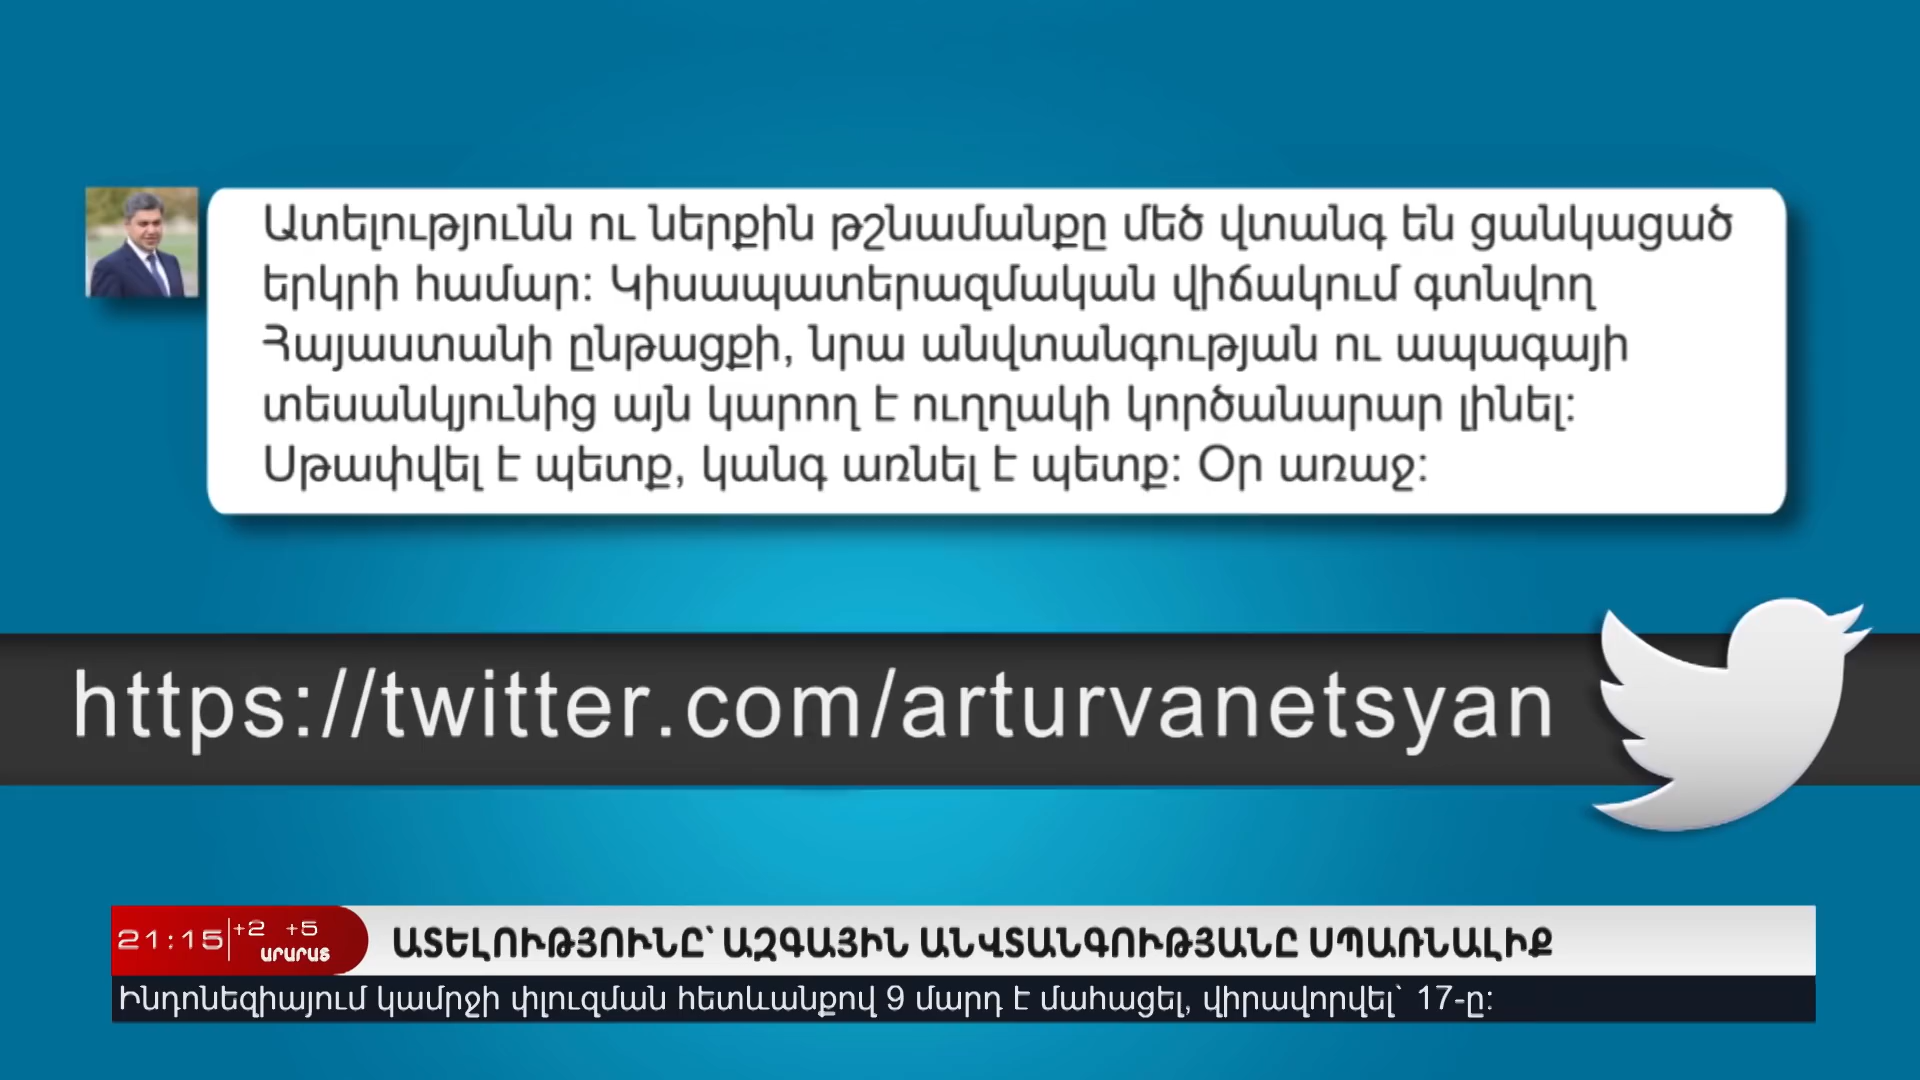 Ատելությունն ու ներքին թշնամանքը մեծ վտանգ են ցանկացած
երկրի համար: Կիսապատերազմական վիճակում գտնվող
Հայաստանի ընթացքի, նրա անվտանգության ու ապագայի
տեսանկյունից այն կարող է ուղղակի կործանարար լինել:
Սթափվել է պետք, կանգ առնել է պետք: Օր առաջ:
https://twitter.com/arturvanetsyan
21:15 +2 +5
ԱՐԱՐԱՏ
ԱՏԵԼՈՒԹՅՈՒՆԸ՝ ԱԶԳԱՅԻՆ ԱՆՎՏԱՆԳՈՒԹՅԱՆԸ ՍՊԱՌՆԱԼԻՔ
Ինդոնեզիայում կամրջի փլուզման հետևանքով 9 մարդ է մահացել, վիրավորվել՝ 17-ը: